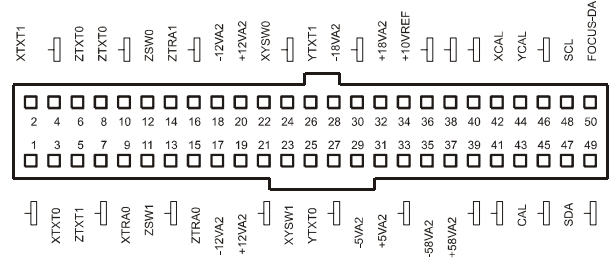 XTXT1 ZTXT0 ZTXT0 ZSW0 ZTRA1 -12VA2 +12VA2 XYSW0 YTXT1 -18VA2 +18VA2 +10VREF XCAL YCAL SCL FOCUS-DA
2 4 6 8 10 12 14 16 18 20 22 24 26 28 30 32 34 36 38 40 42 44 46 48 50
1 3 5 7 9 11 13 15 17 19 21 23 25 27 29 31 33 35 37 39 41 43 45 47 49
XTXT0 ZTXT1 XTRA0 ZSW1 ZTRA0 -12VA2 +12VA2 XYSW1 YTXT0 -5VA2 +5VA2 -58VA2 +58VA2 CAL SDA